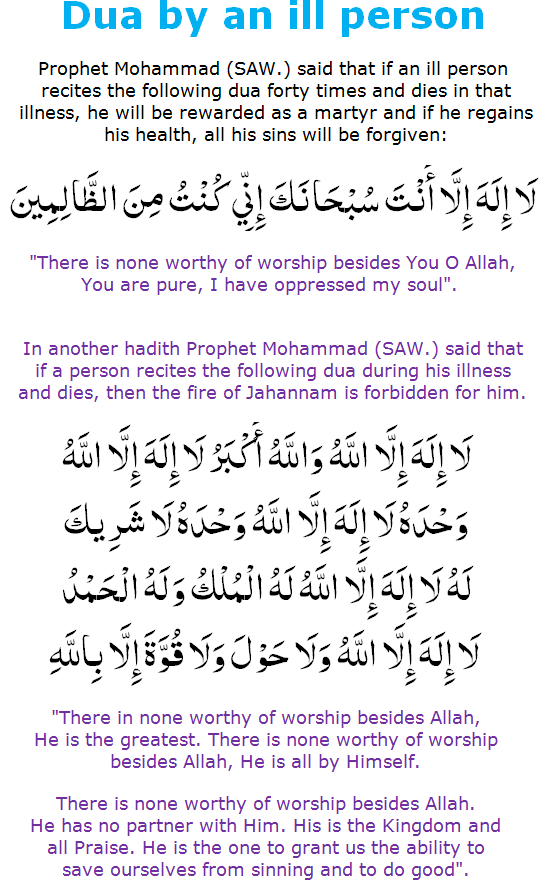 Dua by an ill person
Prophet Mohammad (SAW.) said that if an ill person
recites the following dua forty times and dies in that
illness, he will be rewarded as a martyr and if he regains
his health, all his sins will be forgiven:
لَا إِلَهَ إِلَّا أَنْتَ سُبْحَانَكَ إِنِّي كُنْتُ مِنَ الظَّالِمِينَ
"There is none worthy of worship besides You O Allah,
You are pure, I have oppressed my soul".
In another hadith Prophet Mohammad (SAW.) said that
if a person recites the following dua during his illness
and dies, then the fire of Jahannam is forbidden for him.
لَا إِلَهَ إِلَّا اللَّهُ وَاللَّهُ أَكْبَرُ لَا إِلَهَ إِلَّا اللَّهُ
وَحْدَهُ لَا إِلَهَ إِلَّا اللَّهُ وَحْدَهُ لَا شَرِيكَ
لَهُ لَا إِلَهَ إِلَّا اللَّهُ لَهُ الْمُلْكُ وَلَهُ الْحَمْدُ
لَا إِلَهَ إِلَّا اللَّهُ وَلَا حَوْلَ وَلَا قُوَّةَ إِلَّا بِاللَّهِ
"There in none worthy of worship besides Allah,
He is the greatest. There is none worthy of worship
besides Allah, He is all by Himself.
There is none worthy of worship besides Allah.
He has no partner with Him. His is the Kingdom and
all Praise. He is the one to grant us the ability to
save ourselves from sinning and to do good".